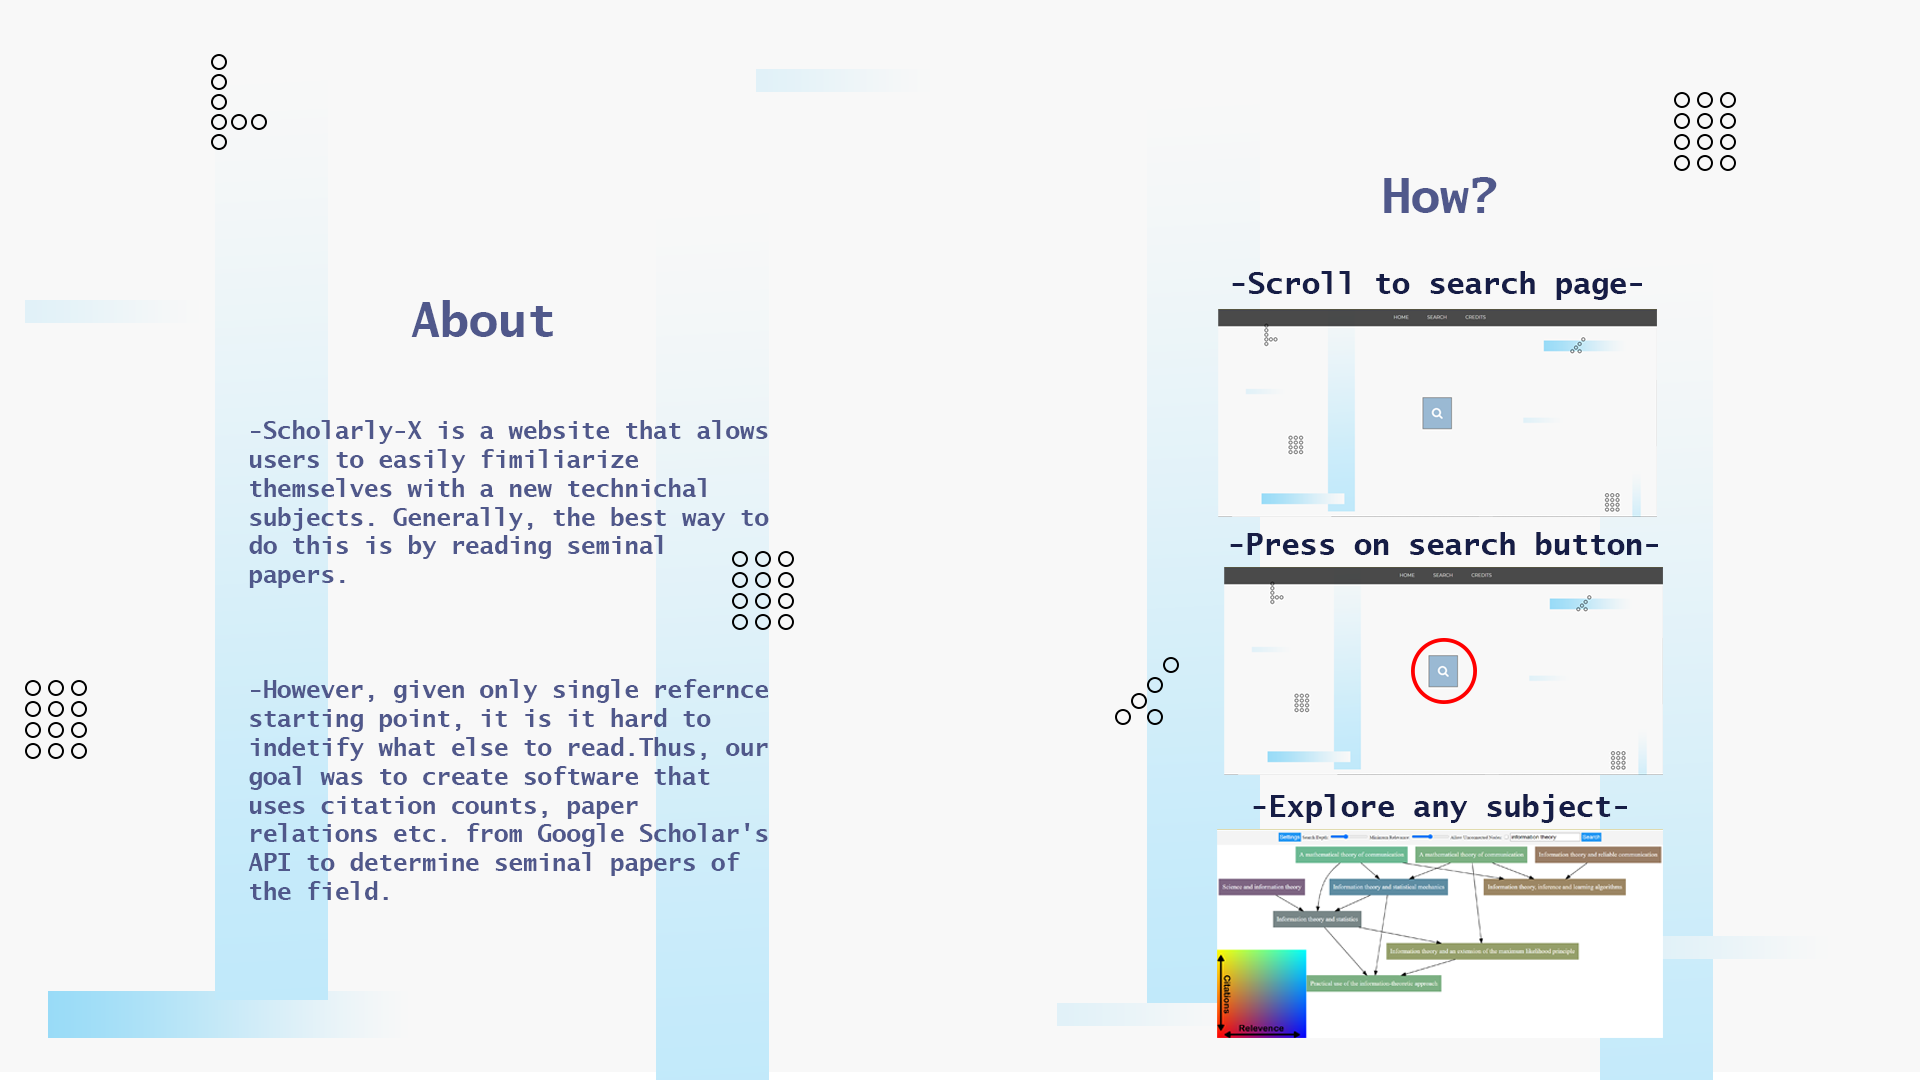 About
-Scholarly-X is a website that alows
users to easily fimiliarize
themselves with a new technichal
subjects. Generally, the best way to
do this is by reading seminal
papers.
-However, given only single refernce
starting point, it is it hard to
indetify what else to read.Thus, our
goal was to create software that
uses citation counts, paper
relations etc. from Google Scholar's
API to determine seminal papers of
the field.
How?
-Scroll to search page-
HOME SEARCH CREDITS
-Press on search button-
HOME SEARCH CREDITS
-Explore any subject-
Settings Search Depth: Minimum Relevance: Allow Unconnected Nodes: information theory Search
A mathematical theory of communication A mathematical theory of communication Information theory and reliable communication
Science and information theory Information theory and statistical mechanics Information theory, inference and learning algorithms
Information theory and statistics
Information theory and an extension of the maximum likelihood principle
Practical use of the information-theoretic approach
Citations
Relevence